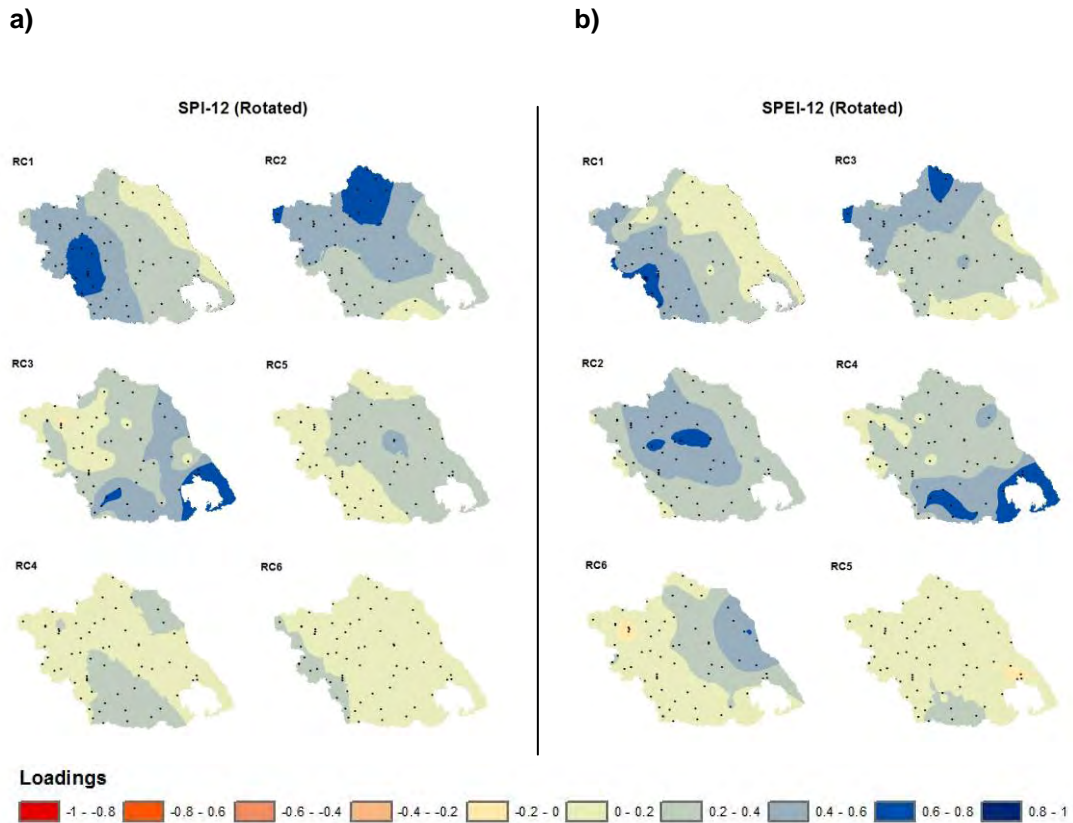 a)
b)
SPI-12 (Rotated)
SPEI-12 (Rotated)
RC1
RC2
RC1
RC3
RC3
RC5
RC2
RC4
RC4
RC6
RC6
RC5
Loadings
-1 - -0.8
-0.8 - 0.6
-0.6 - -0.4
-0.4 - -0.2
-0.2 - 0
0 - 0.2
0.2 - 0.4
0.4 - 0.6
0.6 - 0.8
0.8 - 1